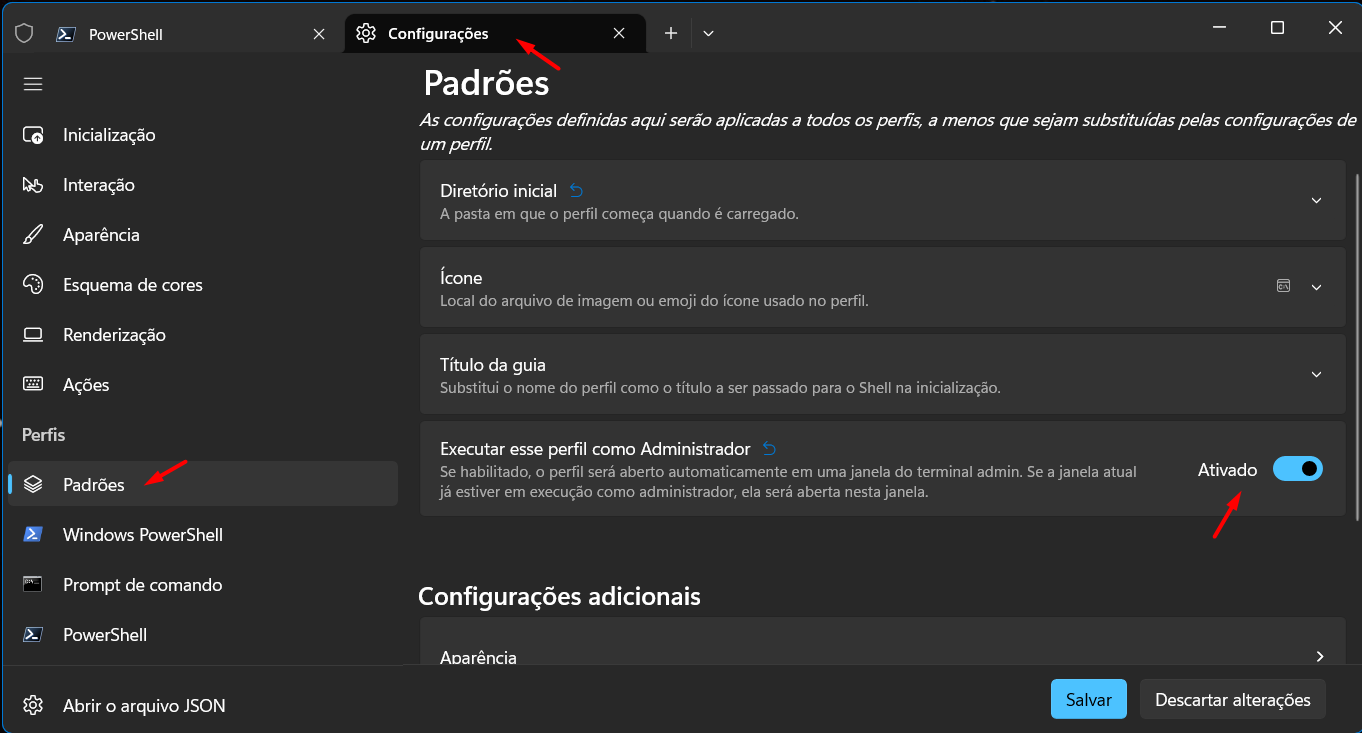 PowerShell
Configurações
Padrões
As configurações definidas aqui serão aplicadas a todos os perfis, a menos que sejam substituídas pelas configurações de
um perfil.
Inicialização
Interação
Aparência
Esquema de cores
Renderização
Ações
Perfis
Padrões
Windows PowerShell
Prompt de comando
PowerShell
Abrir o arquivo JSON
Diretório inicial
A pasta em que o perfil começa quando é carregado.
Ícone
Local do arquivo de imagem ou emoji do ícone usado no perfil.
Título da guia
Substitui o nome do perfil como o título a ser passado para o Shell na inicialização.
Executar esse perfil como Administrador
Se habilitado, o perfil será aberto automaticamente em uma janela do terminal admin. Se a janela atual
já estiver em execução como administrador, ela será aberta nesta janela.
Ativado
Configurações adicionais
Aparência
Salvar
Descartar alterações